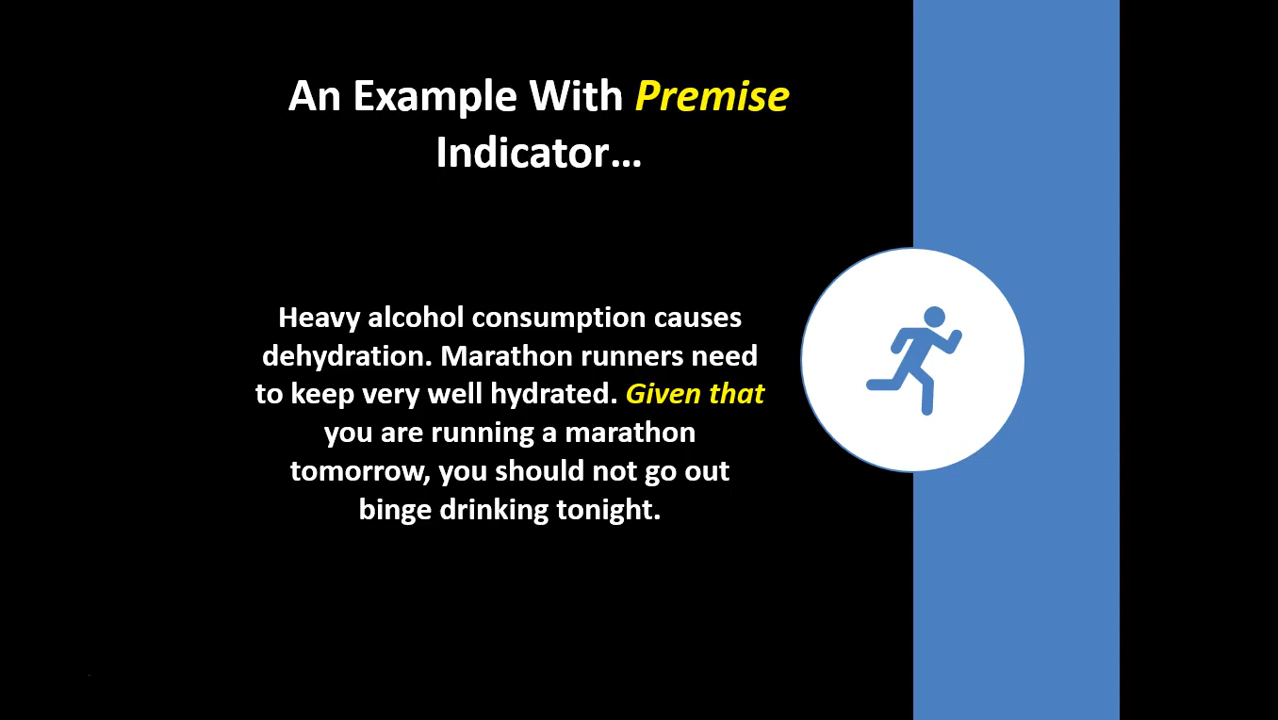 An Example With Premise
Indicator…
Heavy alcohol consumption causes
dehydration. Marathon runners need
to keep very well hydrated. Given that
you are running a marathon
tomorrow, you should not go out
binge drinking tonight.